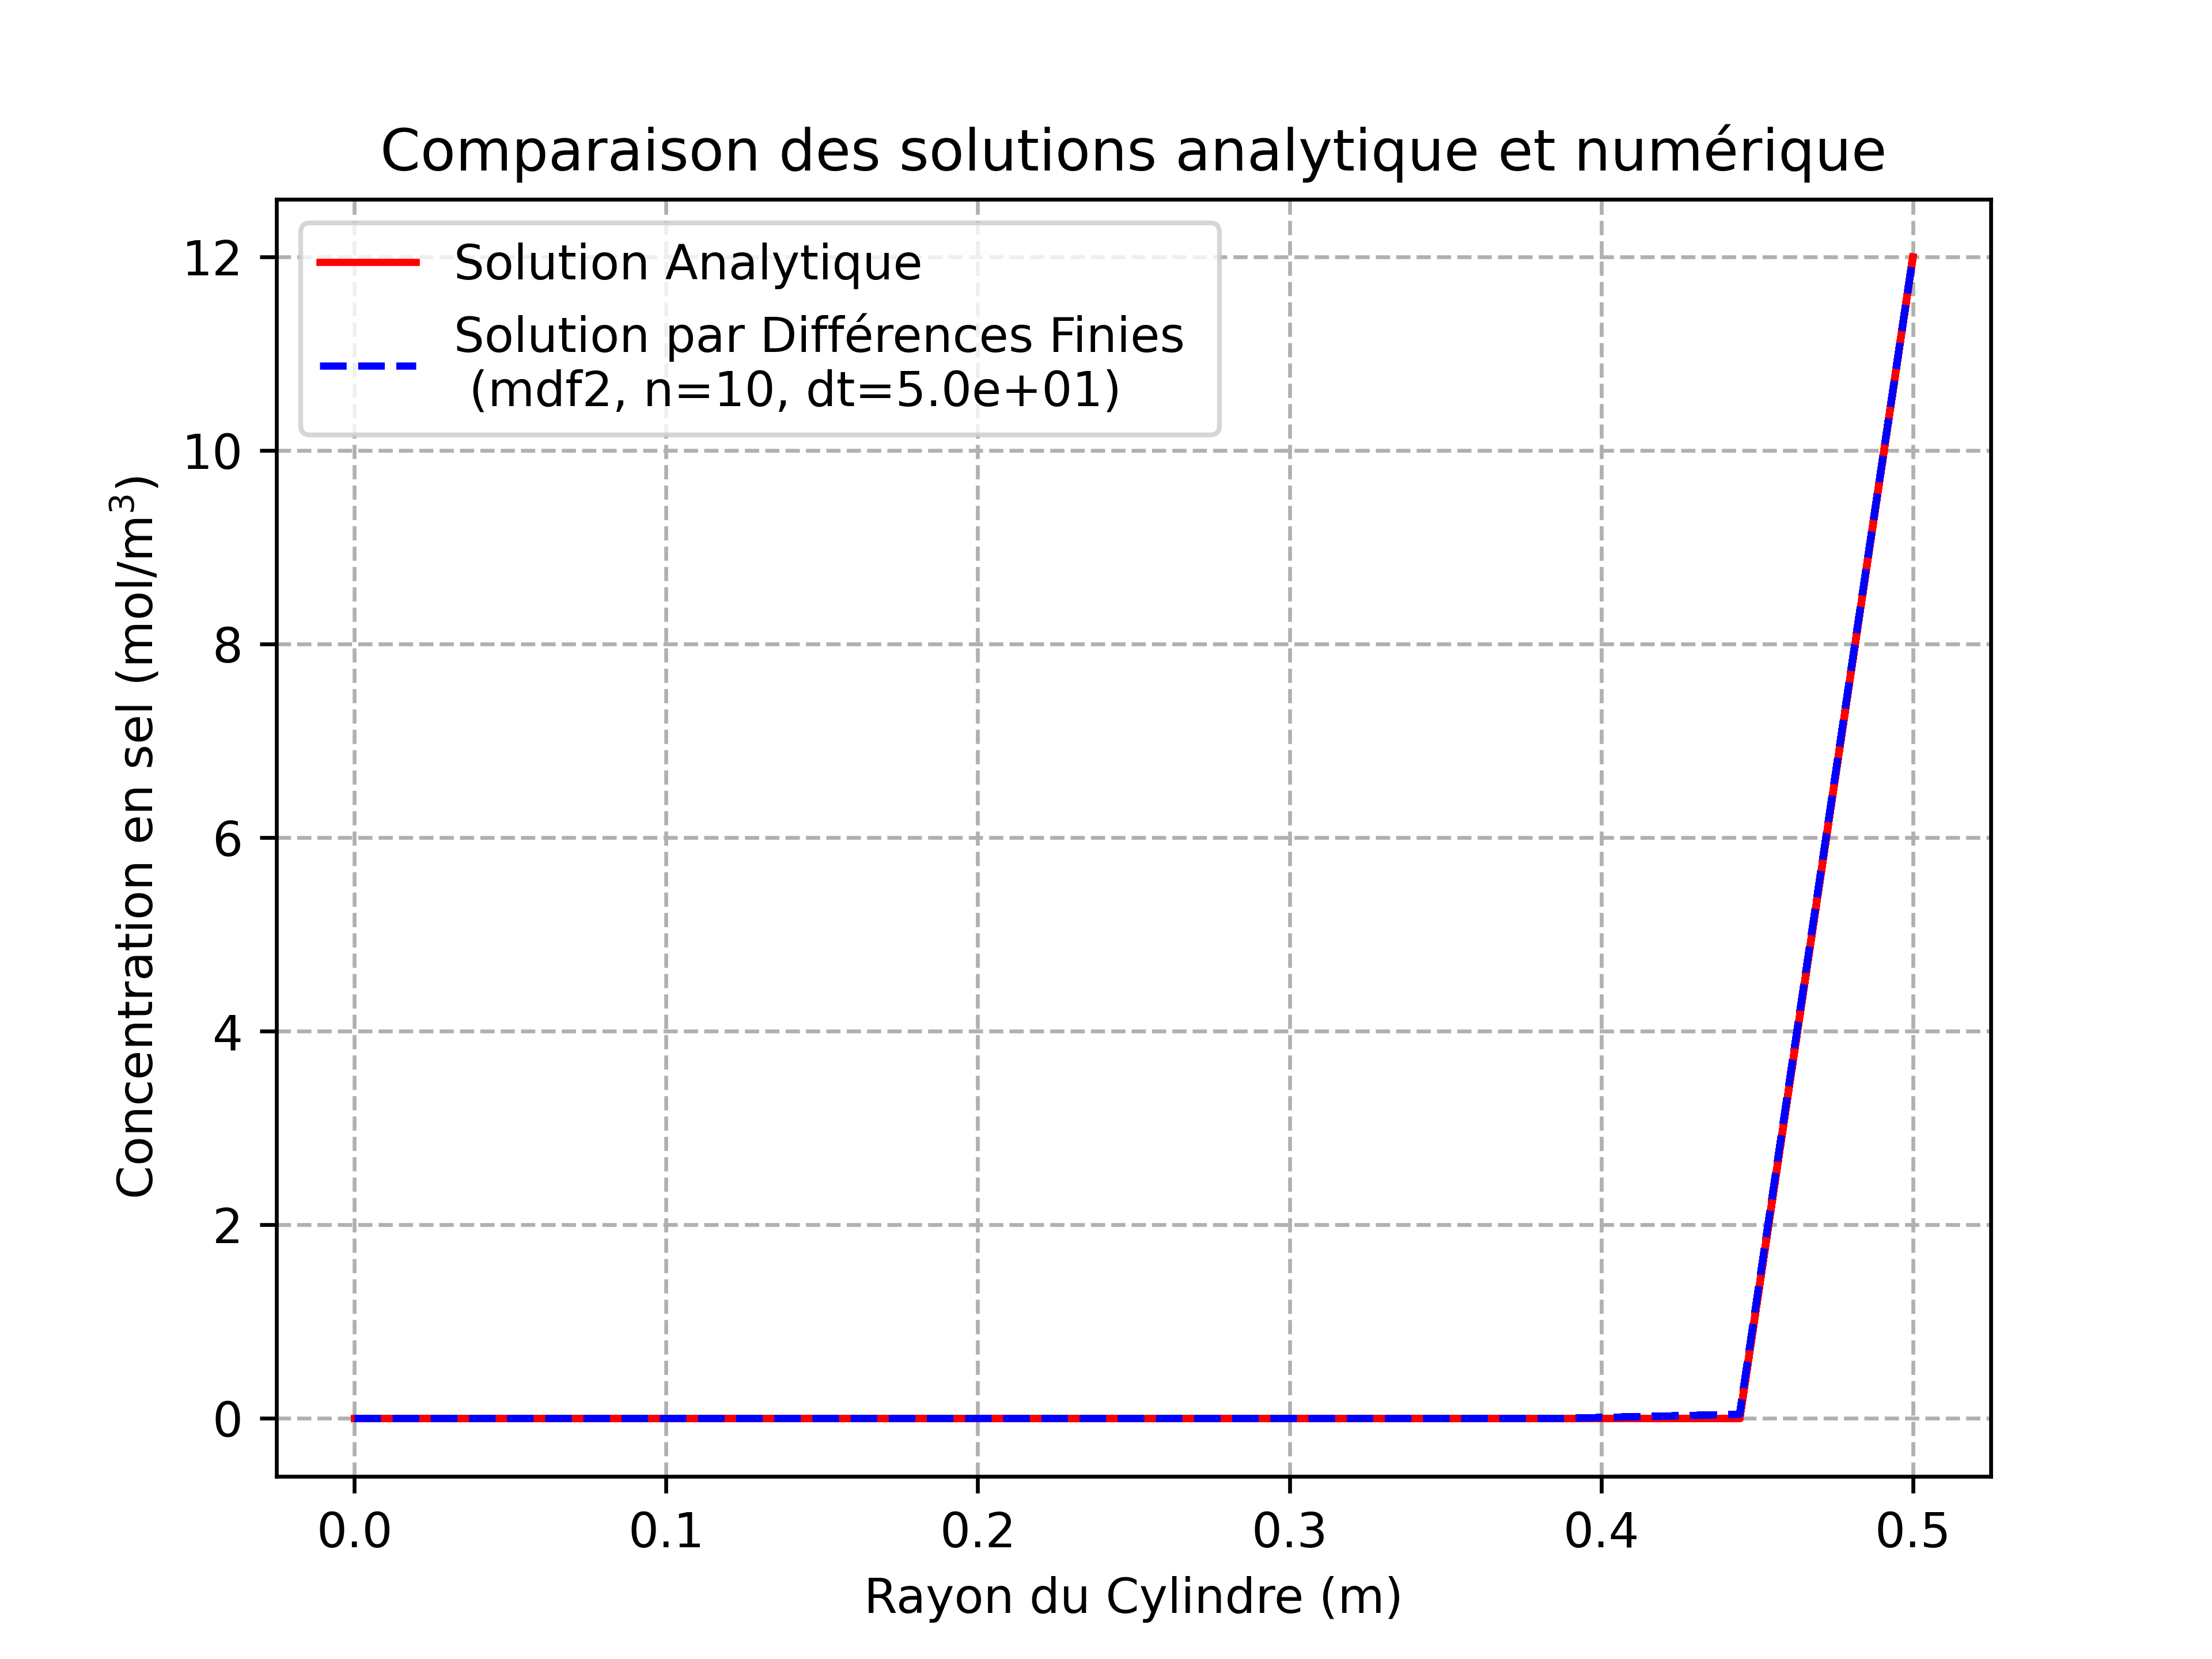 Comparaison des solutions analytique et numérique
Solution Analytique
Solution par Différences Finies
(mdf2, n=10, dt=5.0e+01)
Concentration en sel (mol/m³)
12
10
8
6
4
2
0
0.0 0.1 0.2 0.3 0.4 0.5
Rayon du Cylindre (m)